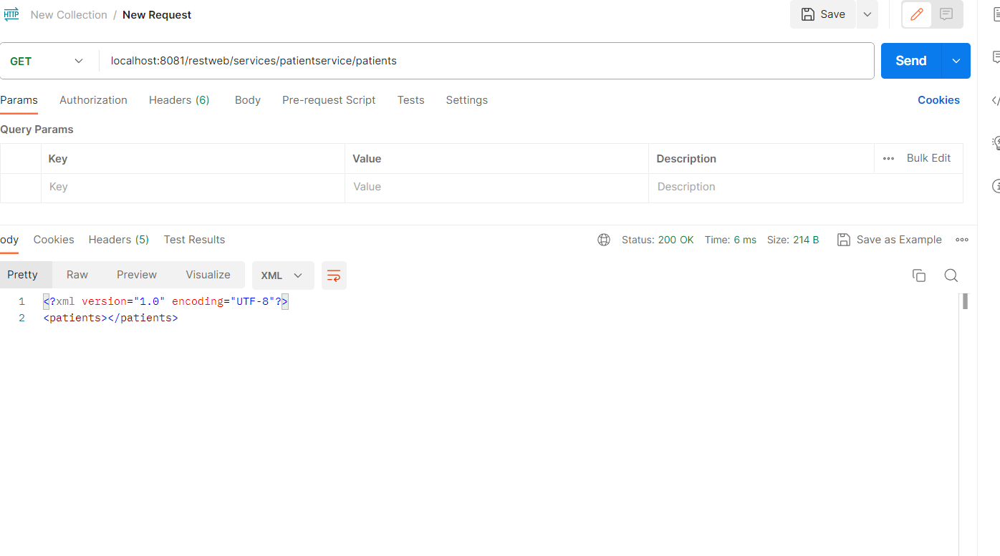 HTTP New Collection / New Request Save
GET localhost:8081/restweb/services/patientservice/patients Send
Params Authorization Headers (6) Body Pre-request Script Tests Settings Cookies
Query Params
Key Value Description ••• Bulk Edit
Key Value Description
ody Cookies Headers (5) Test Results Status: 200 OK Time: 6 ms Size: 214 B Save as Example
Pretty Raw Preview Visualize XML
1 <?xml version="1.0" encoding="UTF-8"?>
2 <patients></patients>